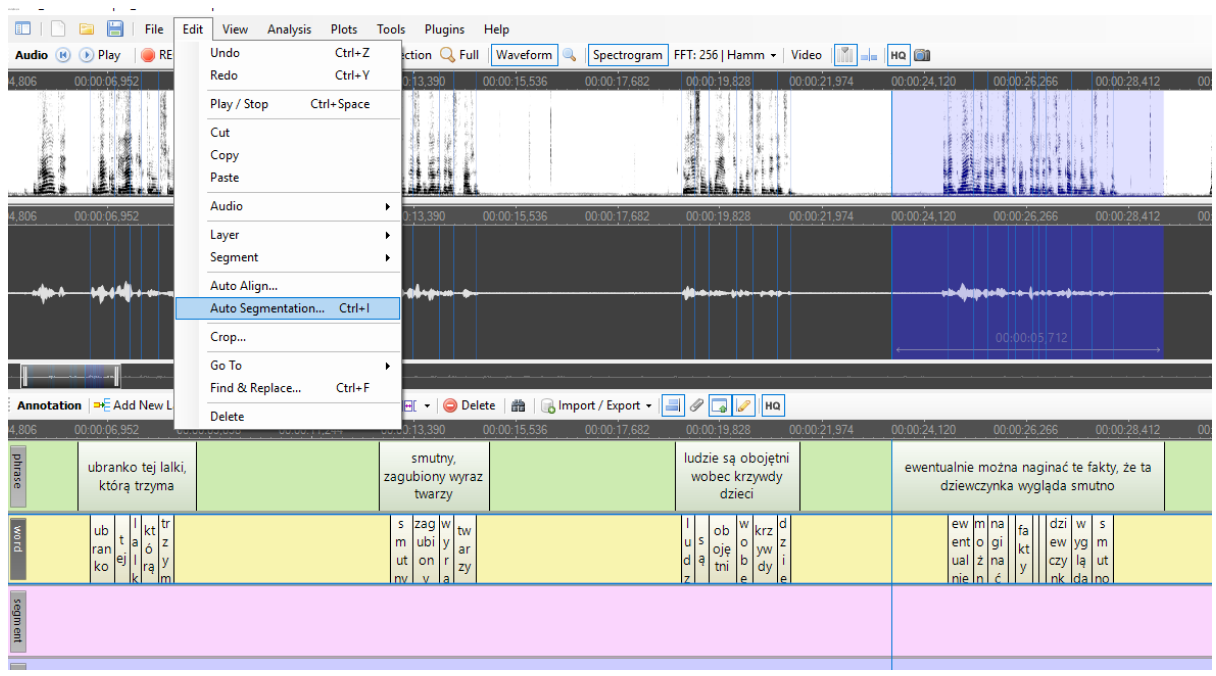 File Edit View Analysis Plots Tools Plugins Help
Audio Play Full Waveform Spectrogram FFT: 256 | Hamm Video HQ
Undo Ctrl+Z
Redo Ctrl+Y
Play / Stop Ctrl+Space
Cut
Copy
Paste
Audio
Layer
Segment
Auto Align...
Auto Segmentation... Ctrl+I
Crop...
Go To
Find & Replace... Ctrl+F
Delete
4,806 00:00:06,952 00:00:15,536 00:00:17,682 00:00:19,828 00:00:21,974 00:00:24,120 00:00:26,266 00:00:28,412
4,806 00:00:06,952 00:00:15,536 00:00:17,682 00:00:19,828 00:00:21,974 00:00:24,120 00:00:26,266 00:00:28,412
00:00:05,712
Annotation Add New L Delete Import / Export HQ
4,806 00:00:06,952 00:00:13,390 00:00:15,536 00:00:17,682 00:00:19,828 00:00:21,974 00:00:24,120 00:00:26,266 00:00:28,412
phrase
ubranko tej lalki,
którą trzyma
smutny,
zagubiony wyraz
twarzy
ludzie są obojętni
wobec krzywdy
dzieci
ewentualnie można naginać te fakty, że ta
dziewczynka wygląda smutno
word
ub
ran
ko
t
ej
l
a
l
k
kt
ó
rą
tr
z
y
m
s
m
ut
ny
zag
ubi
on
y
w
y
r
a
tw
ar
zy
l
u
d
z
s
ą
ob
oję
tni
w
o
b
e
krz
yw
dy
d
z
i
e
ew
ent
ual
nie
m
o
ż
n
na
gi
na
ć
fa
kt
y
dzi
ew
czy
nk
w
yg
lą
da
s
m
ut
no
segment